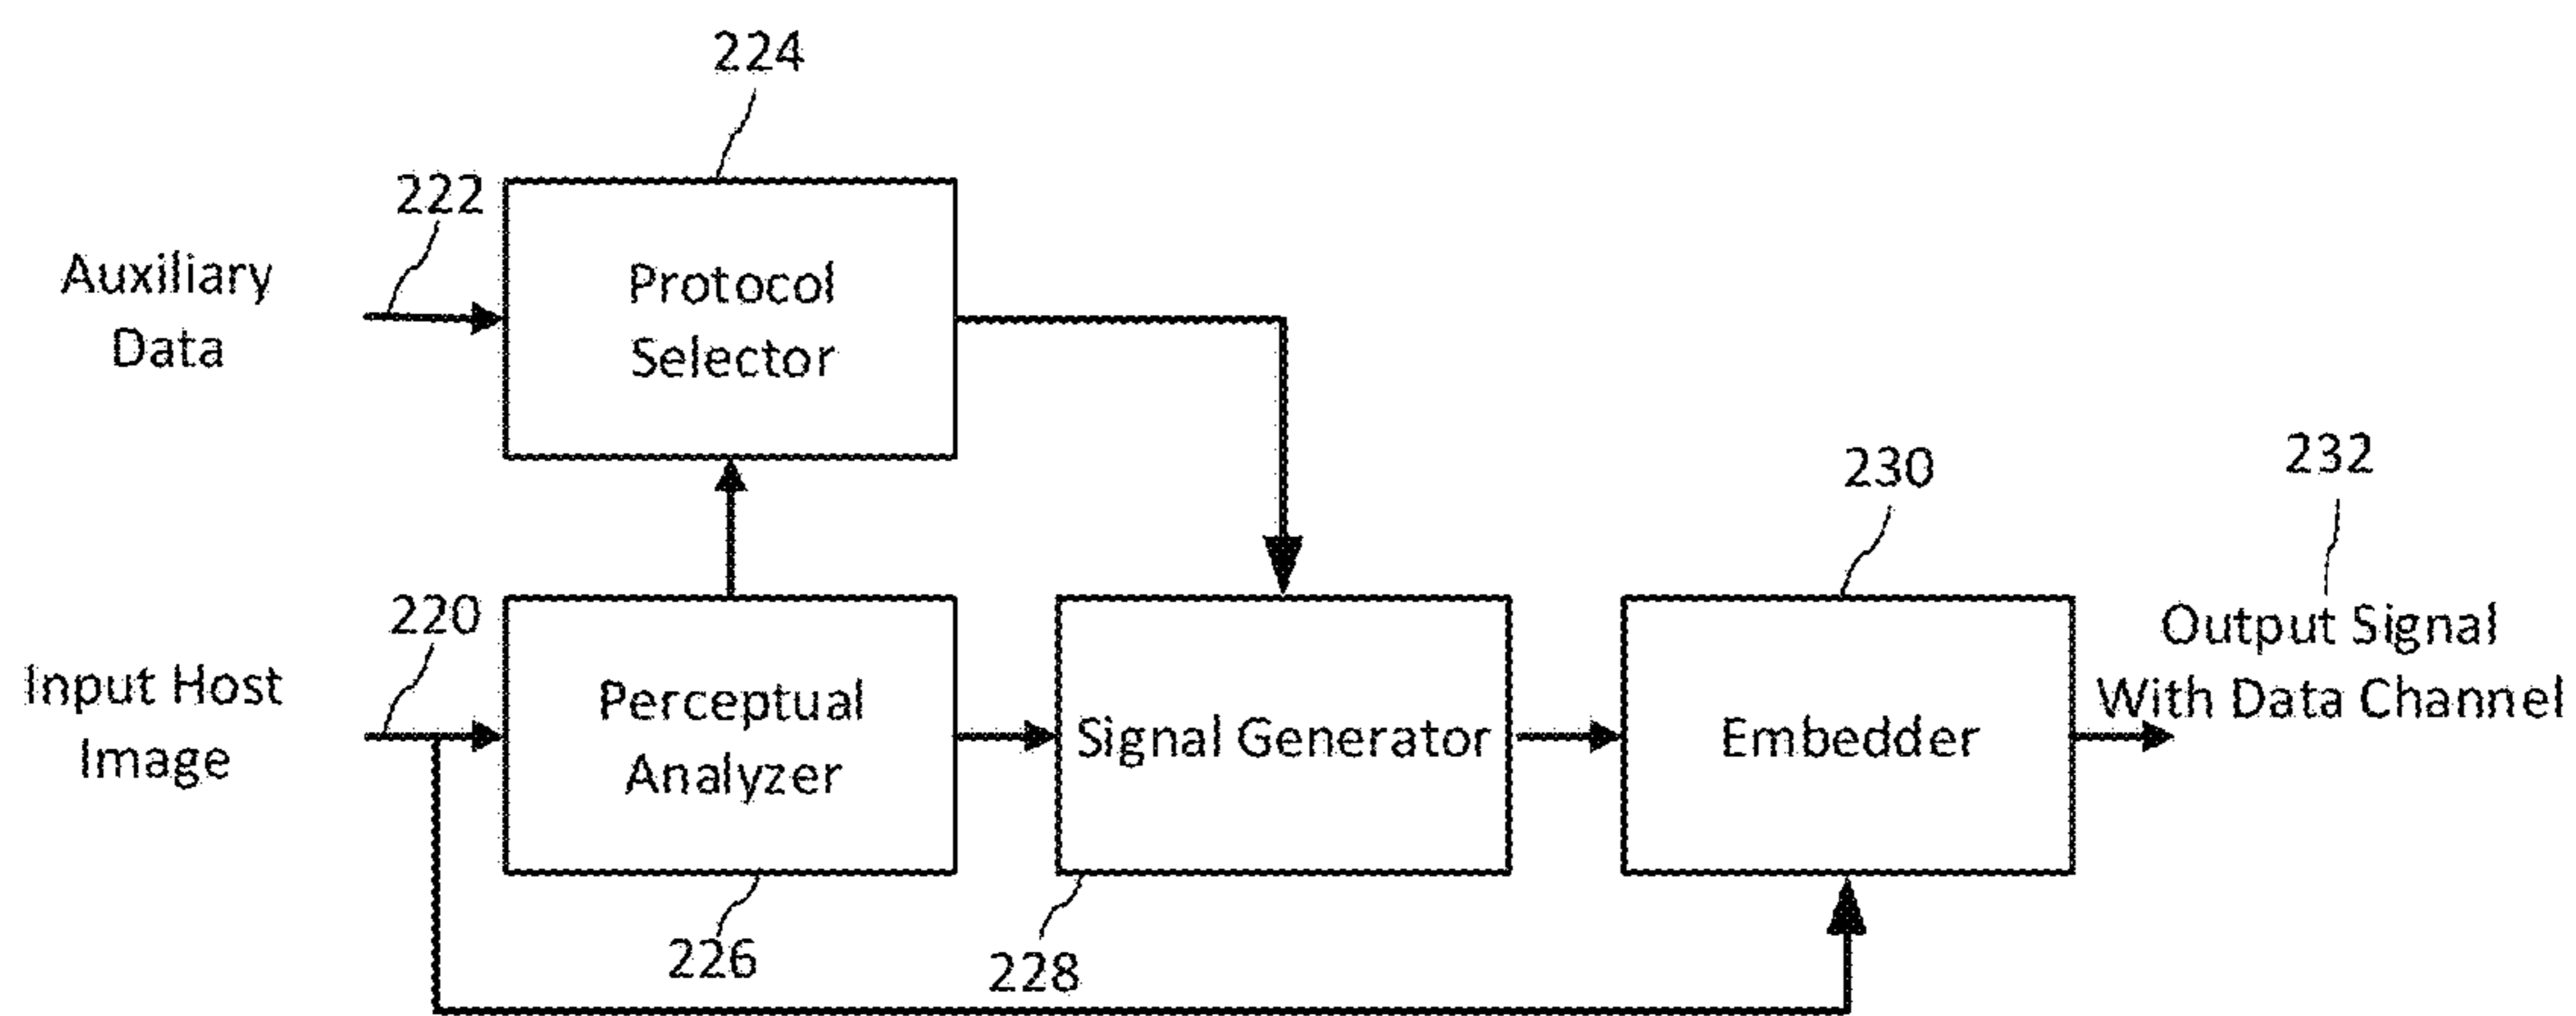 224
222
Auxiliary
Data
Protocol
Selector
230
232
220
Input Host
Image
Perceptual
Analyzer
Signal Generator
Embedder
Output Signal
With Data Channel
226
228